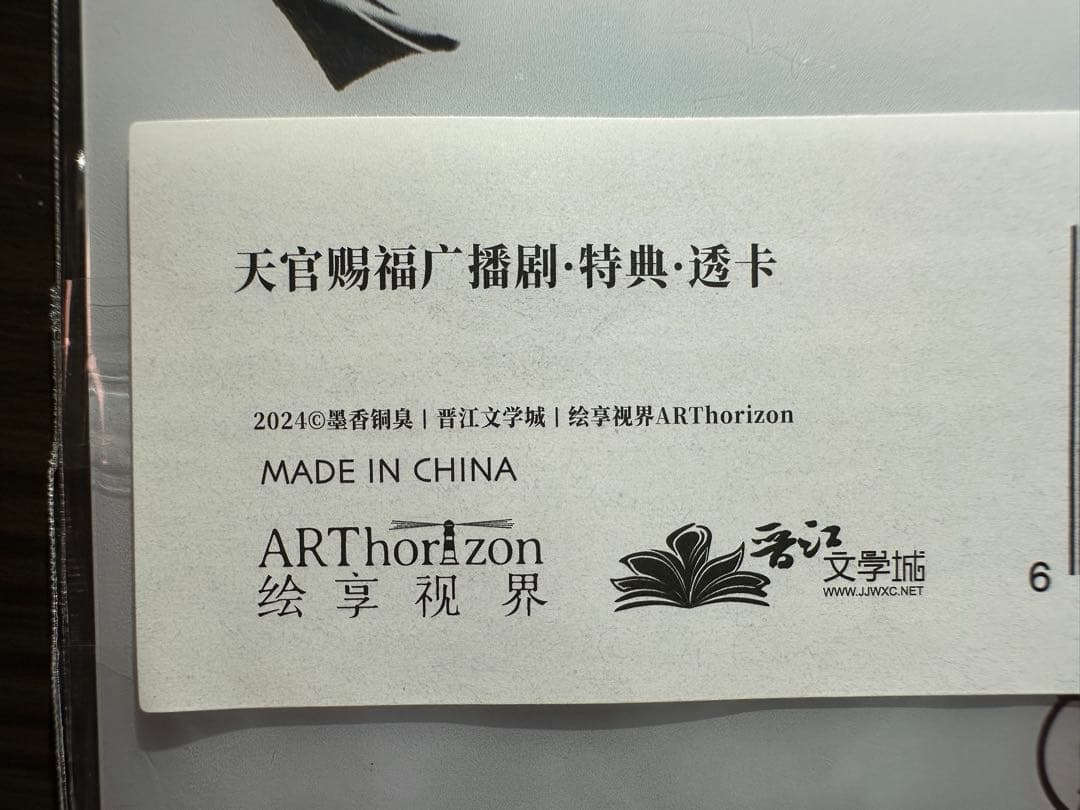 天官赐福广播剧·特典·透卡
2024©墨香铜臭 | 晋江文学城 | 绘享视界ARThorizon
MADE IN CHINA
ARThorizon
绘享视界
晋江
文学城
WWW.JJWXC.NET
6